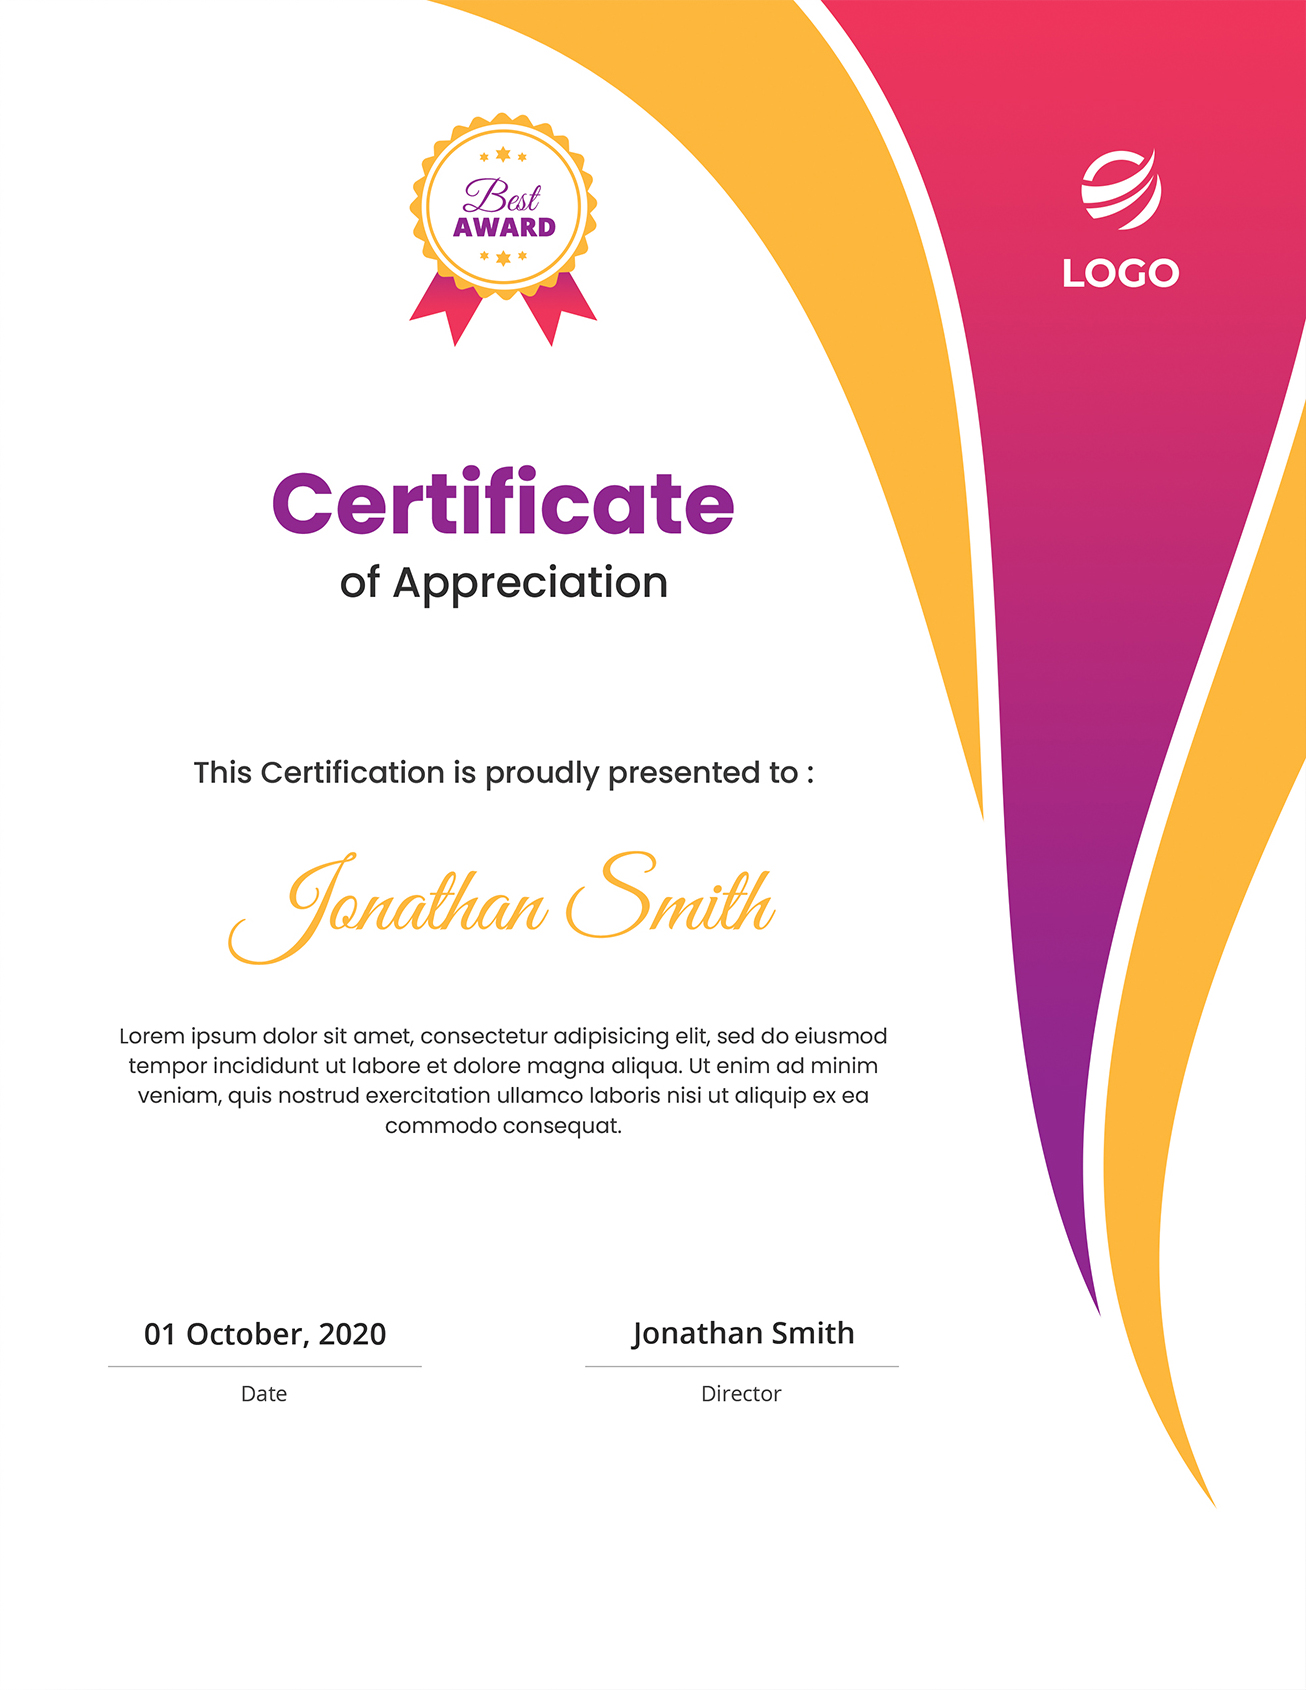 Best
AWARD
LOGO
Certificate
of Appreciation
This Certification is proudly presented to :
Jonathan Smith
Lorem ipsum dolor sit amet, consectetur adipisicing elit, sed do eiusmod
tempor incididunt ut labore et dolore magna aliqua. Ut enim ad minim
veniam, quis nostrud exercitation ullamco laboris nisi ut aliquip ex ea
commodo consequat.
01 October, 2020
Date
Jonathan Smith
Director